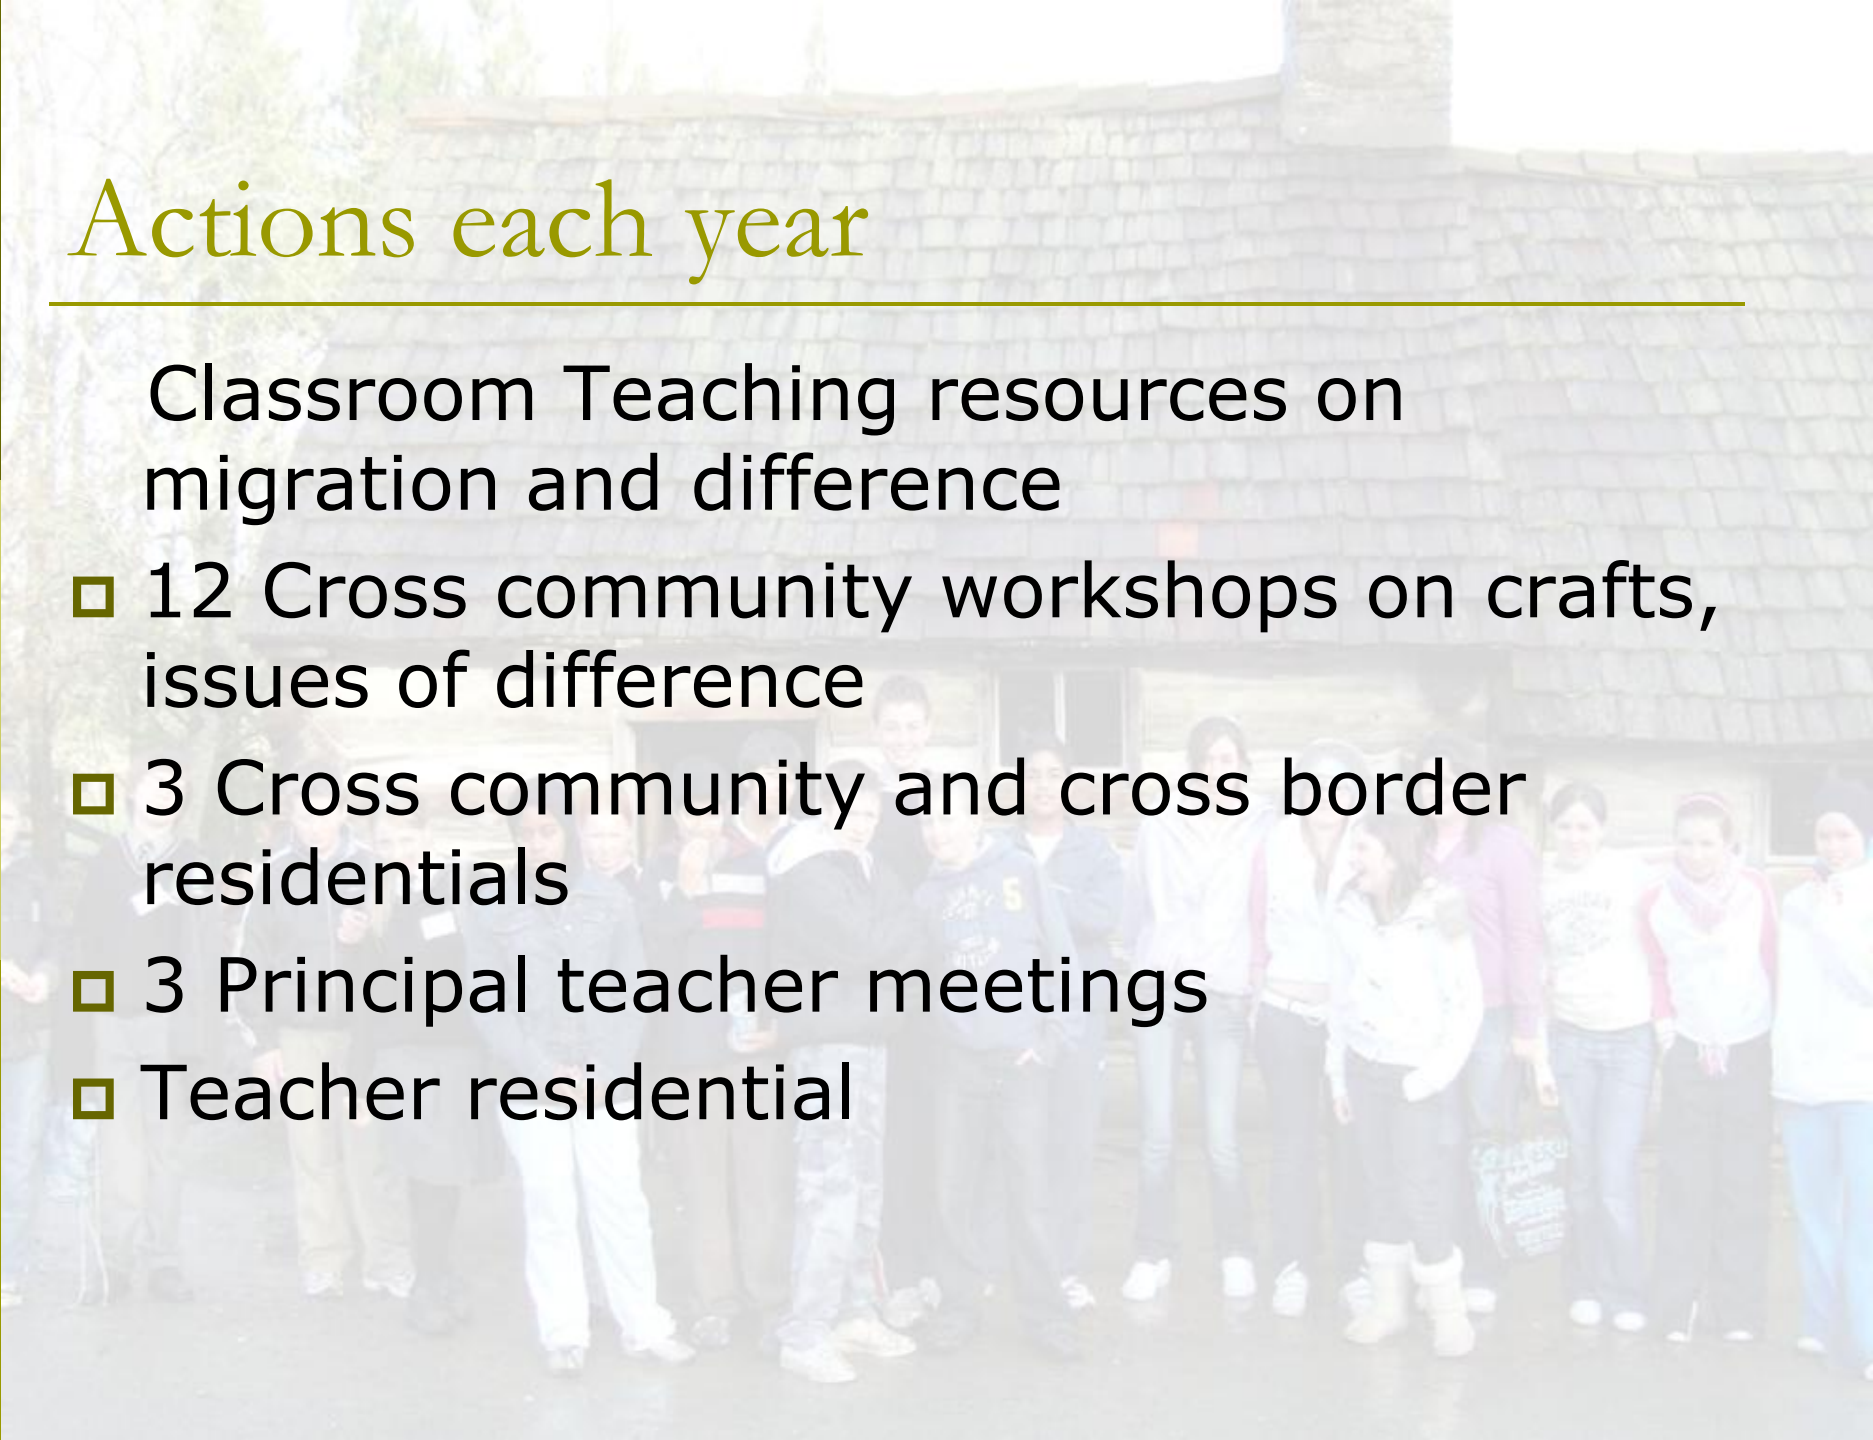 Actions each year
Classroom Teaching resources on
migration and difference
12 Cross community workshops on crafts,
issues of difference
3 Cross community and cross border
residentials
3 Principal teacher meetings
Teacher residential